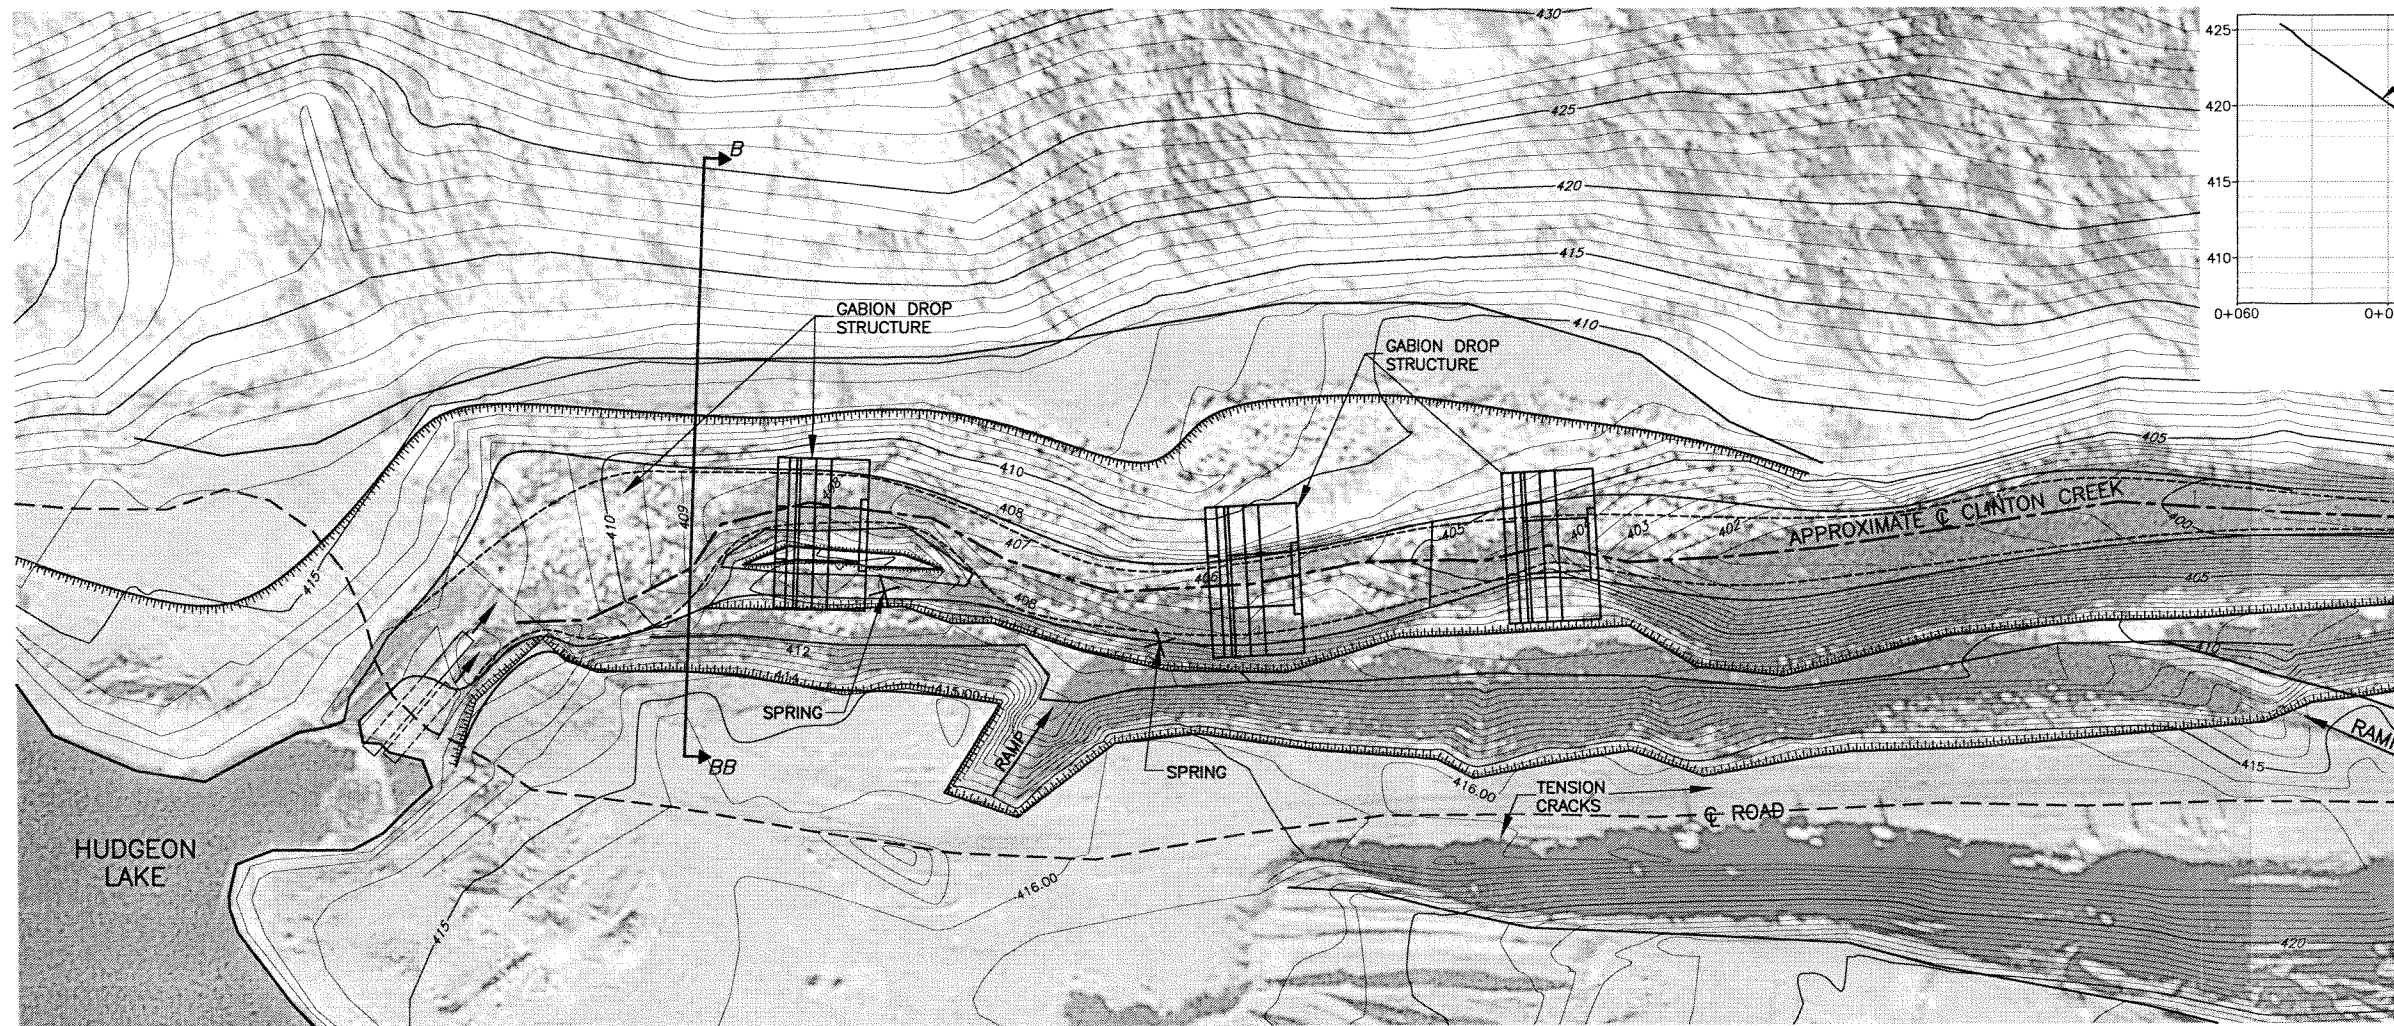 430
425
420
415
410
0+060
0+0
425
B
420
415
GABION DROP
STRUCTURE
410
GABION DROP
STRUCTURE
405
410
408
409
410
408
407
405
404
403
402
APPROXIMATE ℄ CLINTON CREEK
400
406
405
415
408
412
414
415.00
410
SPRING
RAMP
SPRING
RAM
415
BB
416.00
TENSION
CRACKS
℄ ROAD
HUDGEON
LAKE
416.00
415
420